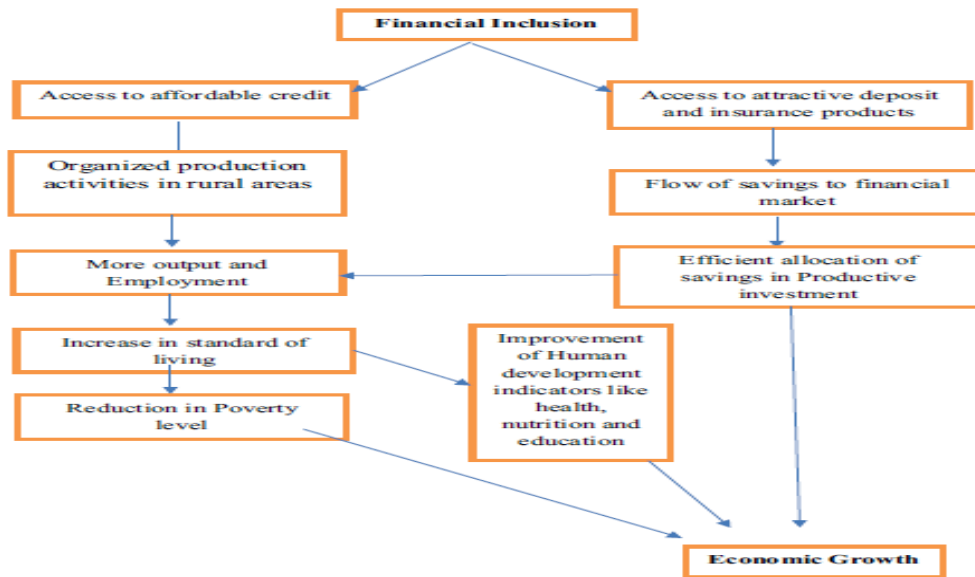 Financial Inclusion
Access to affordable credit
Access to attractive deposit
and insurance products
Organized production
activities in rural areas
Flow of savings to financial
market
More output and
Employment
Efficient allocation of
savings in Productive
investment
Increase in standard of
living
Improvement
of Human
development
indicators like
health,
nutrition and
education
Reduction in Poverty
level
Economic Growth